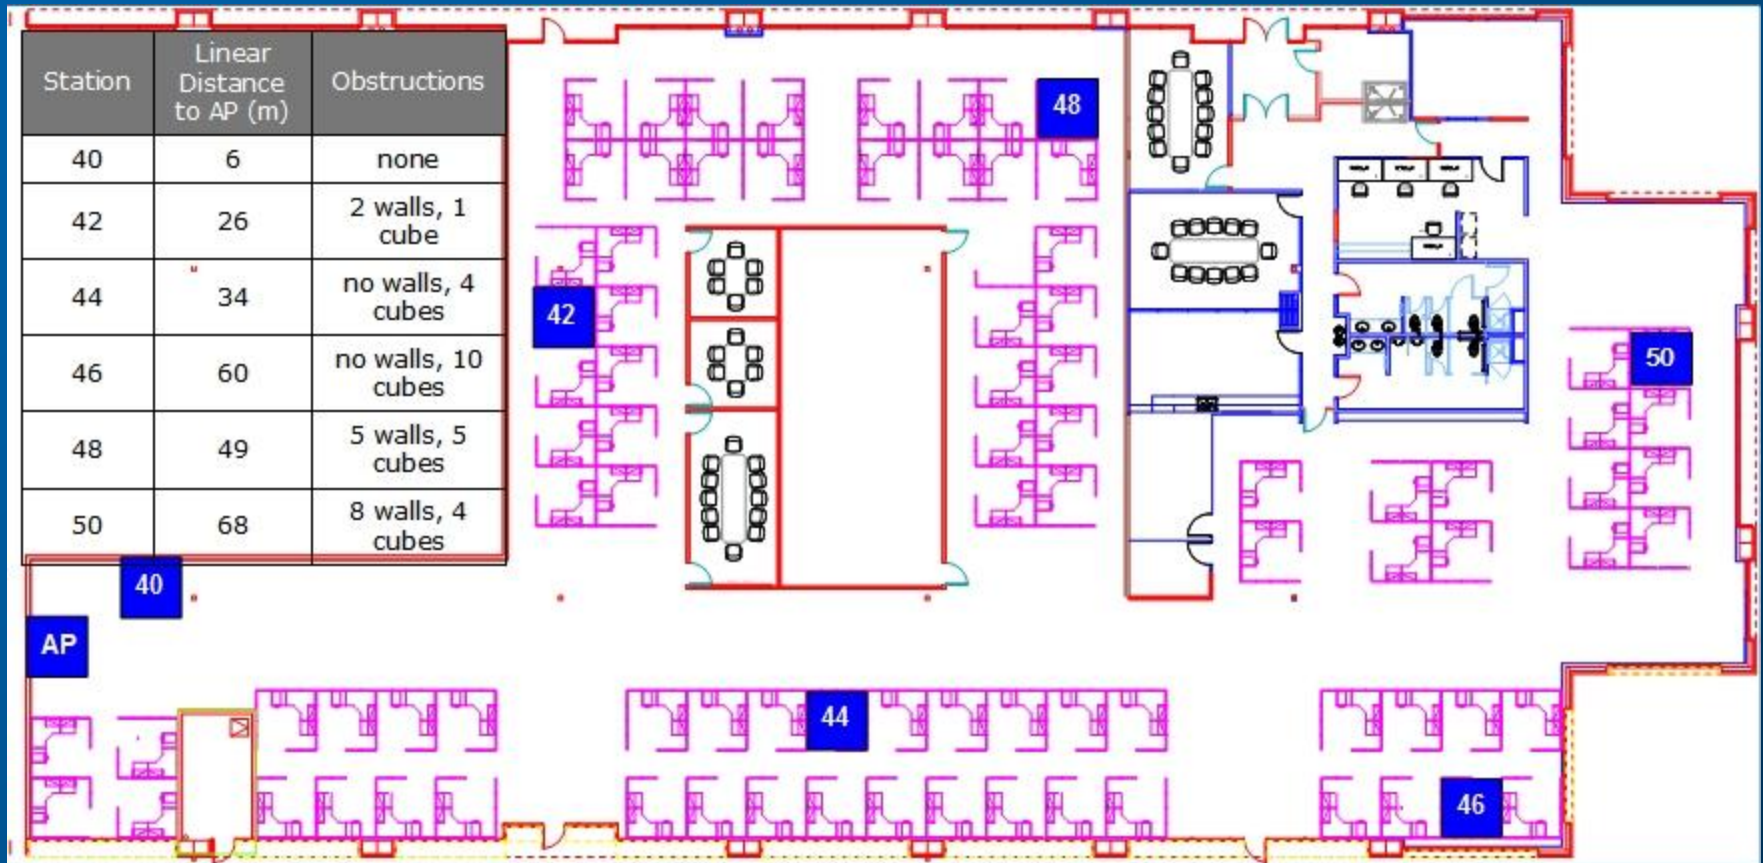 Station
Linear
Distance
to AP (m)
Obstructions
40
6
none
42
26
2 walls, 1
cube
44
34
no walls, 4
cubes
46
60
no walls, 10
cubes
48
49
5 walls, 5
cubes
50
68
8 walls, 4
cubes
48
42
50
40
AP
44
46